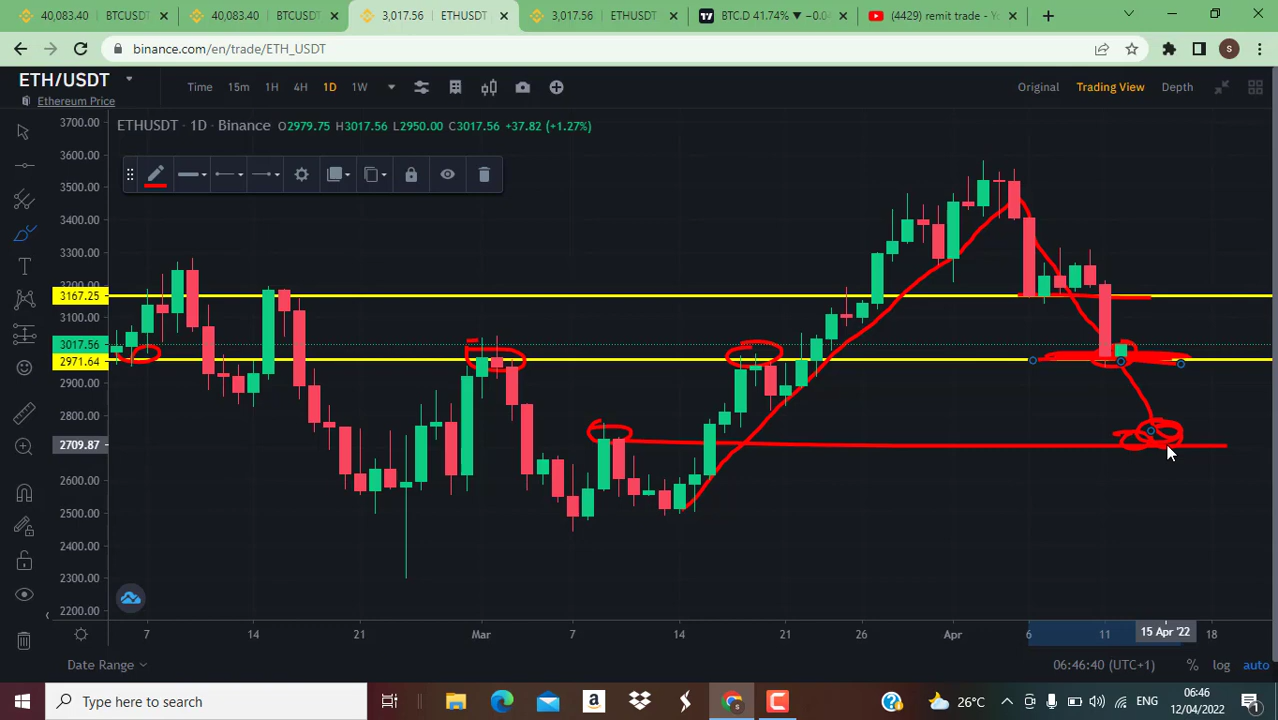 40,083.40 BTCUSDT
40,083.40 BTCUSDT
3,017.56 ETHUSDT
3,017.56 ETHUSDT
BTC.D 41.74% ▼ −0.0
(4429) remit trade - Yo
binance.com/en/trade/ETH_USDT
S
ETH/USDT
Ethereum Price
Time 15m 1H 4H 1D 1W
Original Trading View Depth
ETHUSDT · 1D · Binance O2979.75 H3017.56 L2950.00 C3017.56 +37.82 (+1.27%)
3700.00
3600.00
3500.00
3400.00
3300.00
3200.00
3167.25
3017.56
2971.64
2900.00
2800.00
2709.87
2600.00
2500.00
2400.00
2300.00
2200.00
7 14 21 Mar 7 14 21 26 Apr 6 11 15 Apr '22 18
Date Range
06:46:40 (UTC+1) % log auto
Type here to search
26°C
ENG
06:46
12/04/2022
1